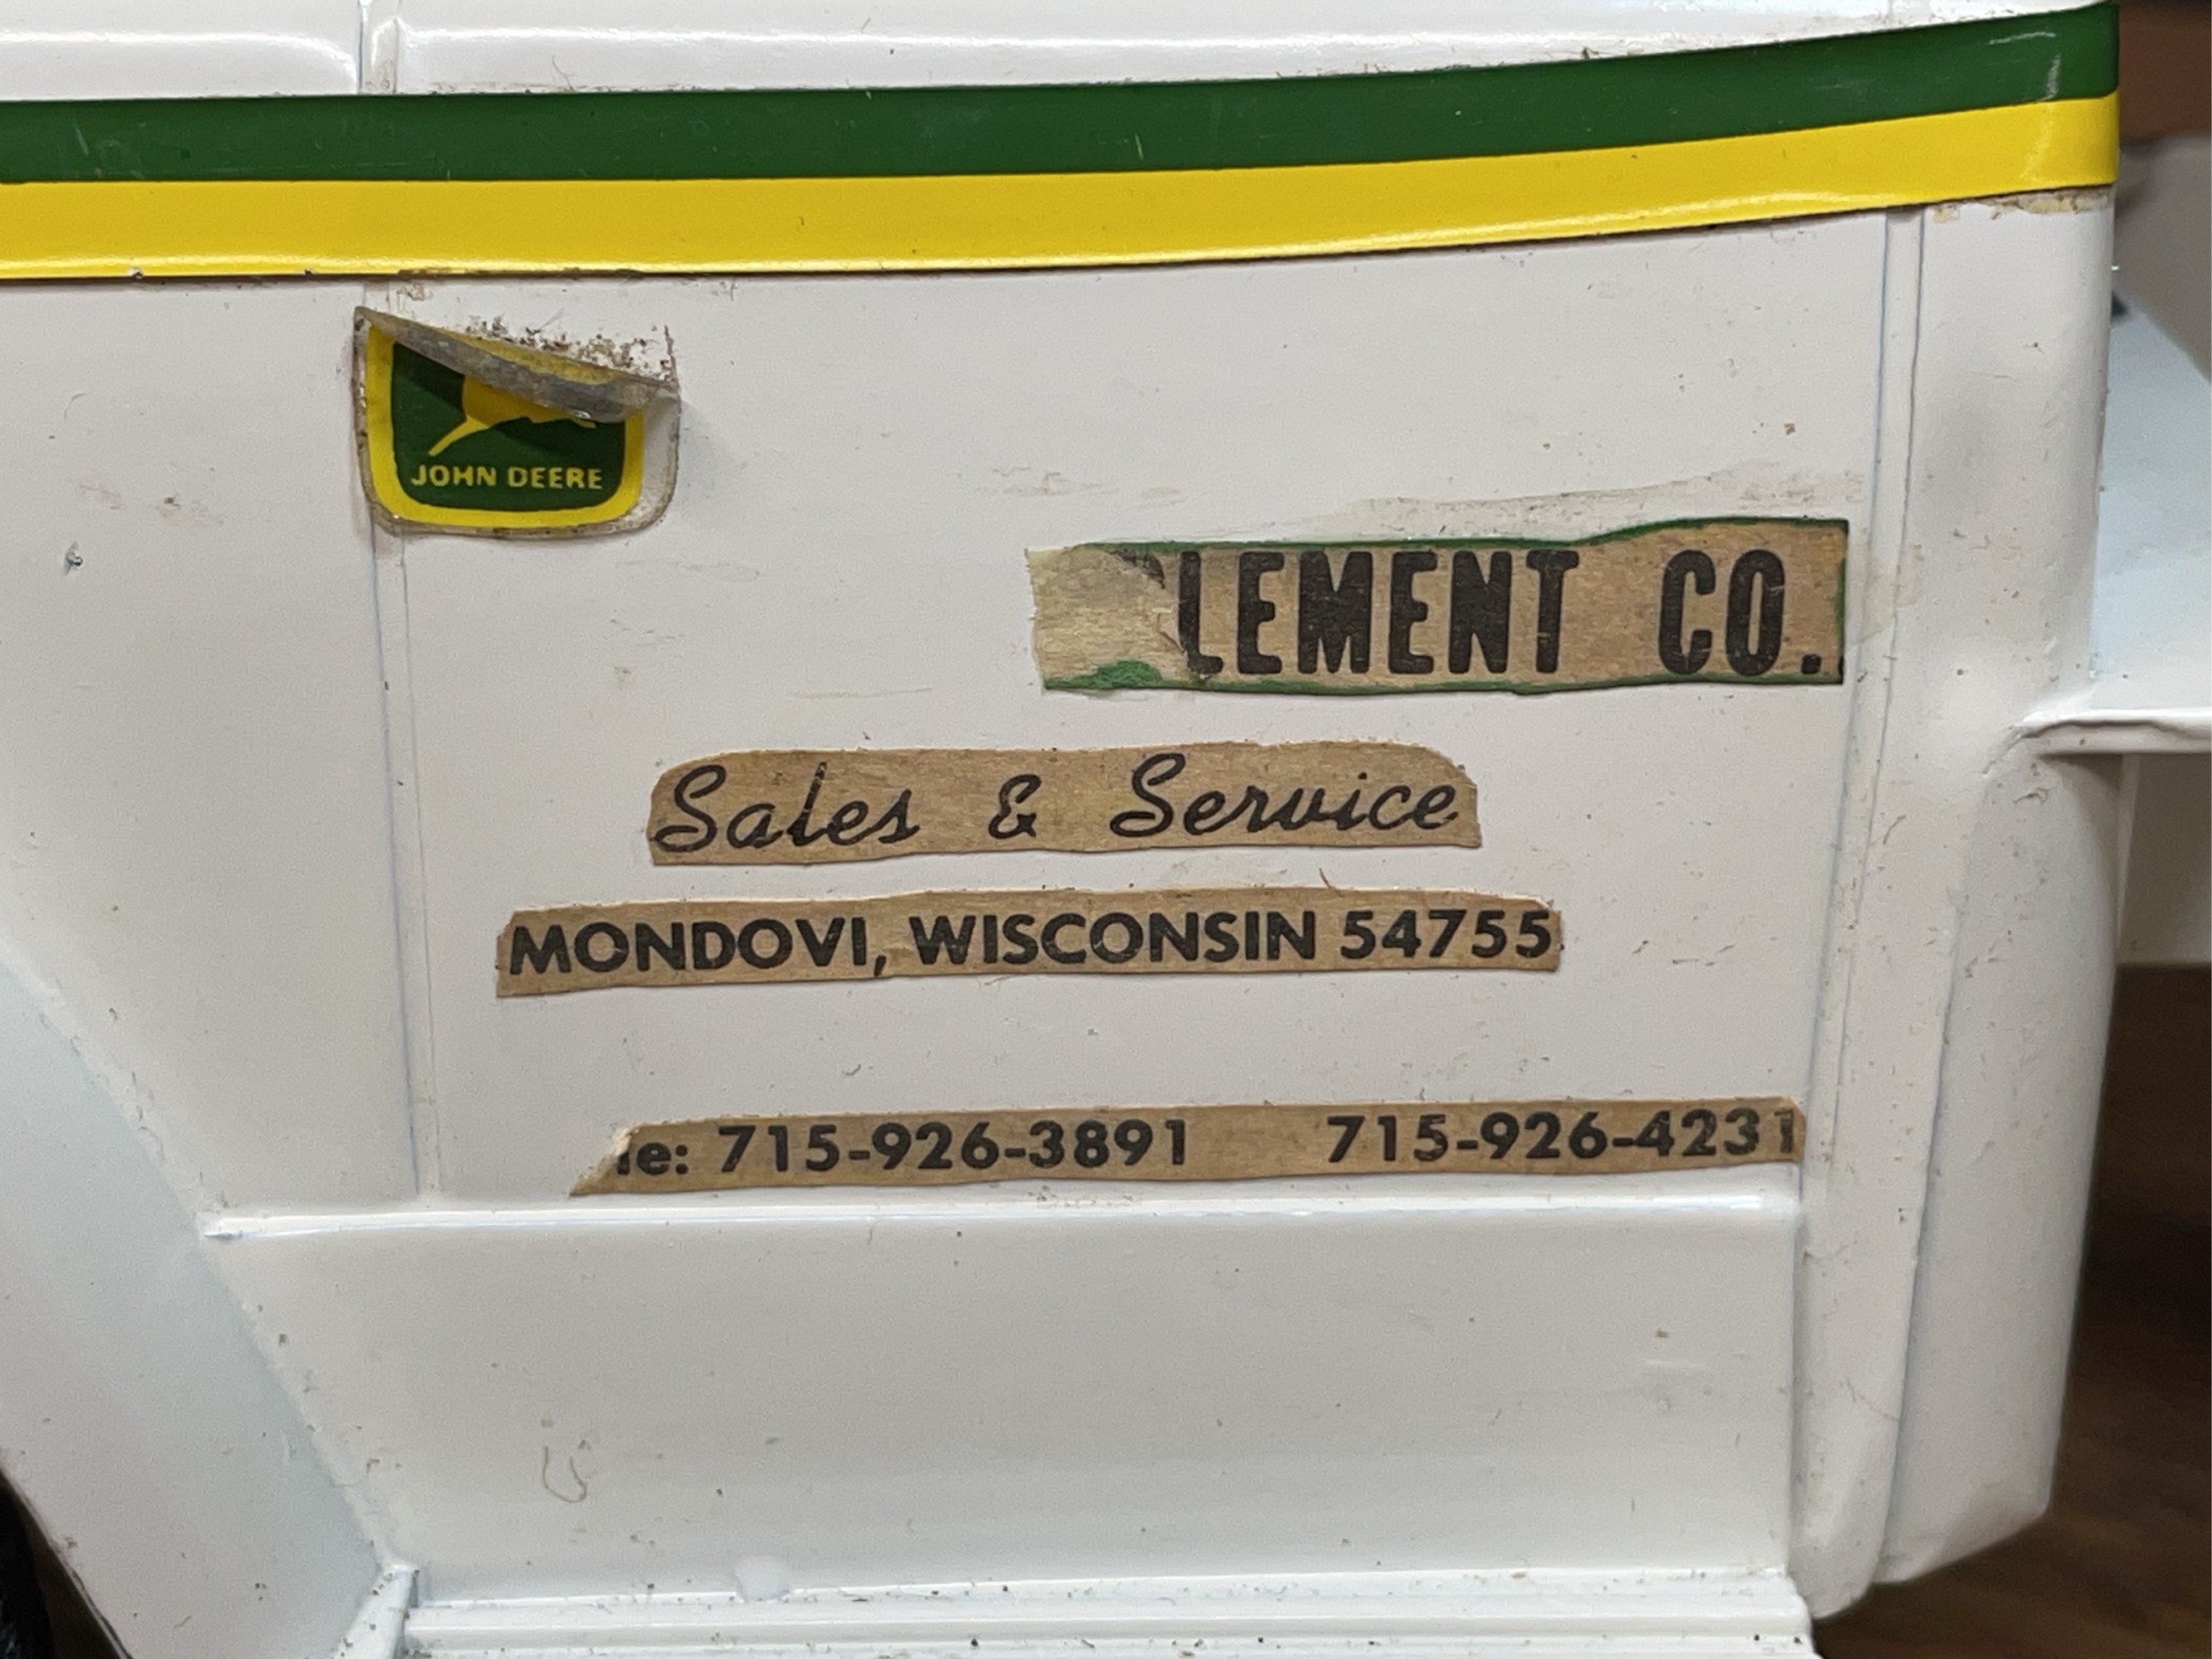 JOHN DEERE
LEMENT CO.
Sales & Service
MONDOVI, WISCONSIN 54755
e: 715-926-3891 715-926-4231